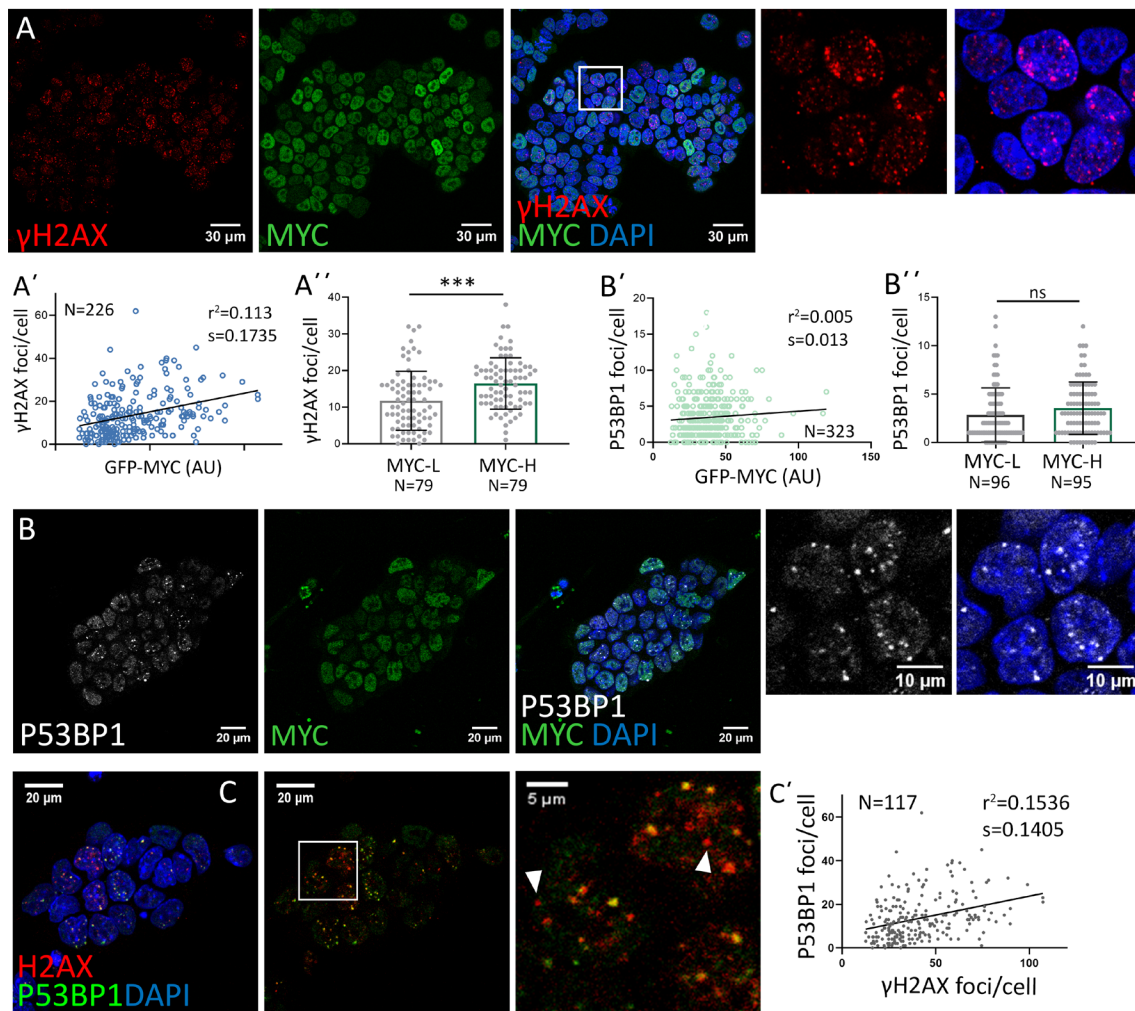 A
γH2AX
30 µm
MYC
30 µm
γH2AX
MYC DAPI
30 µm
A′
N=226
r²=0.113
s=0.1735
γH2AX foci/cell
60
40
20
0
GFP-MYC (AU)
A′′
***
γH2AX foci/cell
40
30
20
10
0
MYC-L
N=79
MYC-H
N=79
B′
r²=0.005
s=0.013
P53BP1 foci/cell
20
15
10
5
0
N=323
0
50
100
150
GFP-MYC (AU)
B′′
ns
P53BP1 foci/cell
15
10
5
0
MYC-L
N=96
MYC-H
N=95
B
P53BP1
20 µm
MYC
20 µm
P53BP1
MYC DAPI
20 µm
10 µm
10 µm
20 µm
C
H2AX
P53BP1DAPI
20 µm
5 µm
C′
N=117
r²=0.1536
s=0.1405
P53BP1 foci/cell
60
40
20
0
0
50
100
γH2AX foci/cell